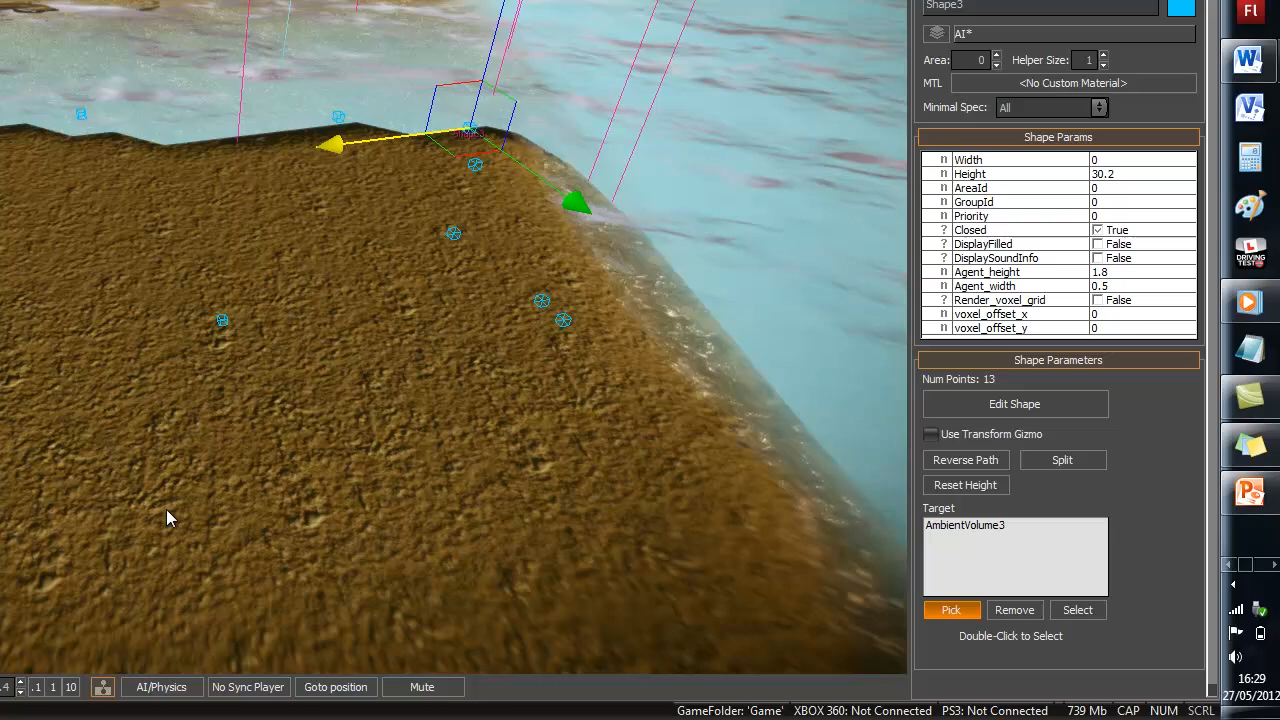 Shape3
AI*
Area: 0 Helper Size: 1
MTL <No Custom Material>
Minimal Spec: All
Shape Params
n Width 0
n Height 30.2
n AreaId 0
n GroupId 0
n Priority 0
? Closed True
? DisplayFilled False
? DisplaySoundInfo False
n Agent_height 1.8
n Agent_width 0.5
? Render_voxel_grid False
n voxel_offset_x 0
n voxel_offset_y 0
Shape Parameters
Num Points: 13
Edit Shape
Use Transform Gizmo
Reverse Path Split
Reset Height
Target
AmbientVolume3
Pick Remove Select
Double-Click to Select
.4 .1 1 10 AI/Physics No Sync Player Goto position Mute
GameFolder: 'Game' XBOX 360: Not Connected PS3: Not Connected 739 Mb CAP NUM SCRL
Fl
W
V
L
DRIVING
TEST
P
16:29
27/05/2012